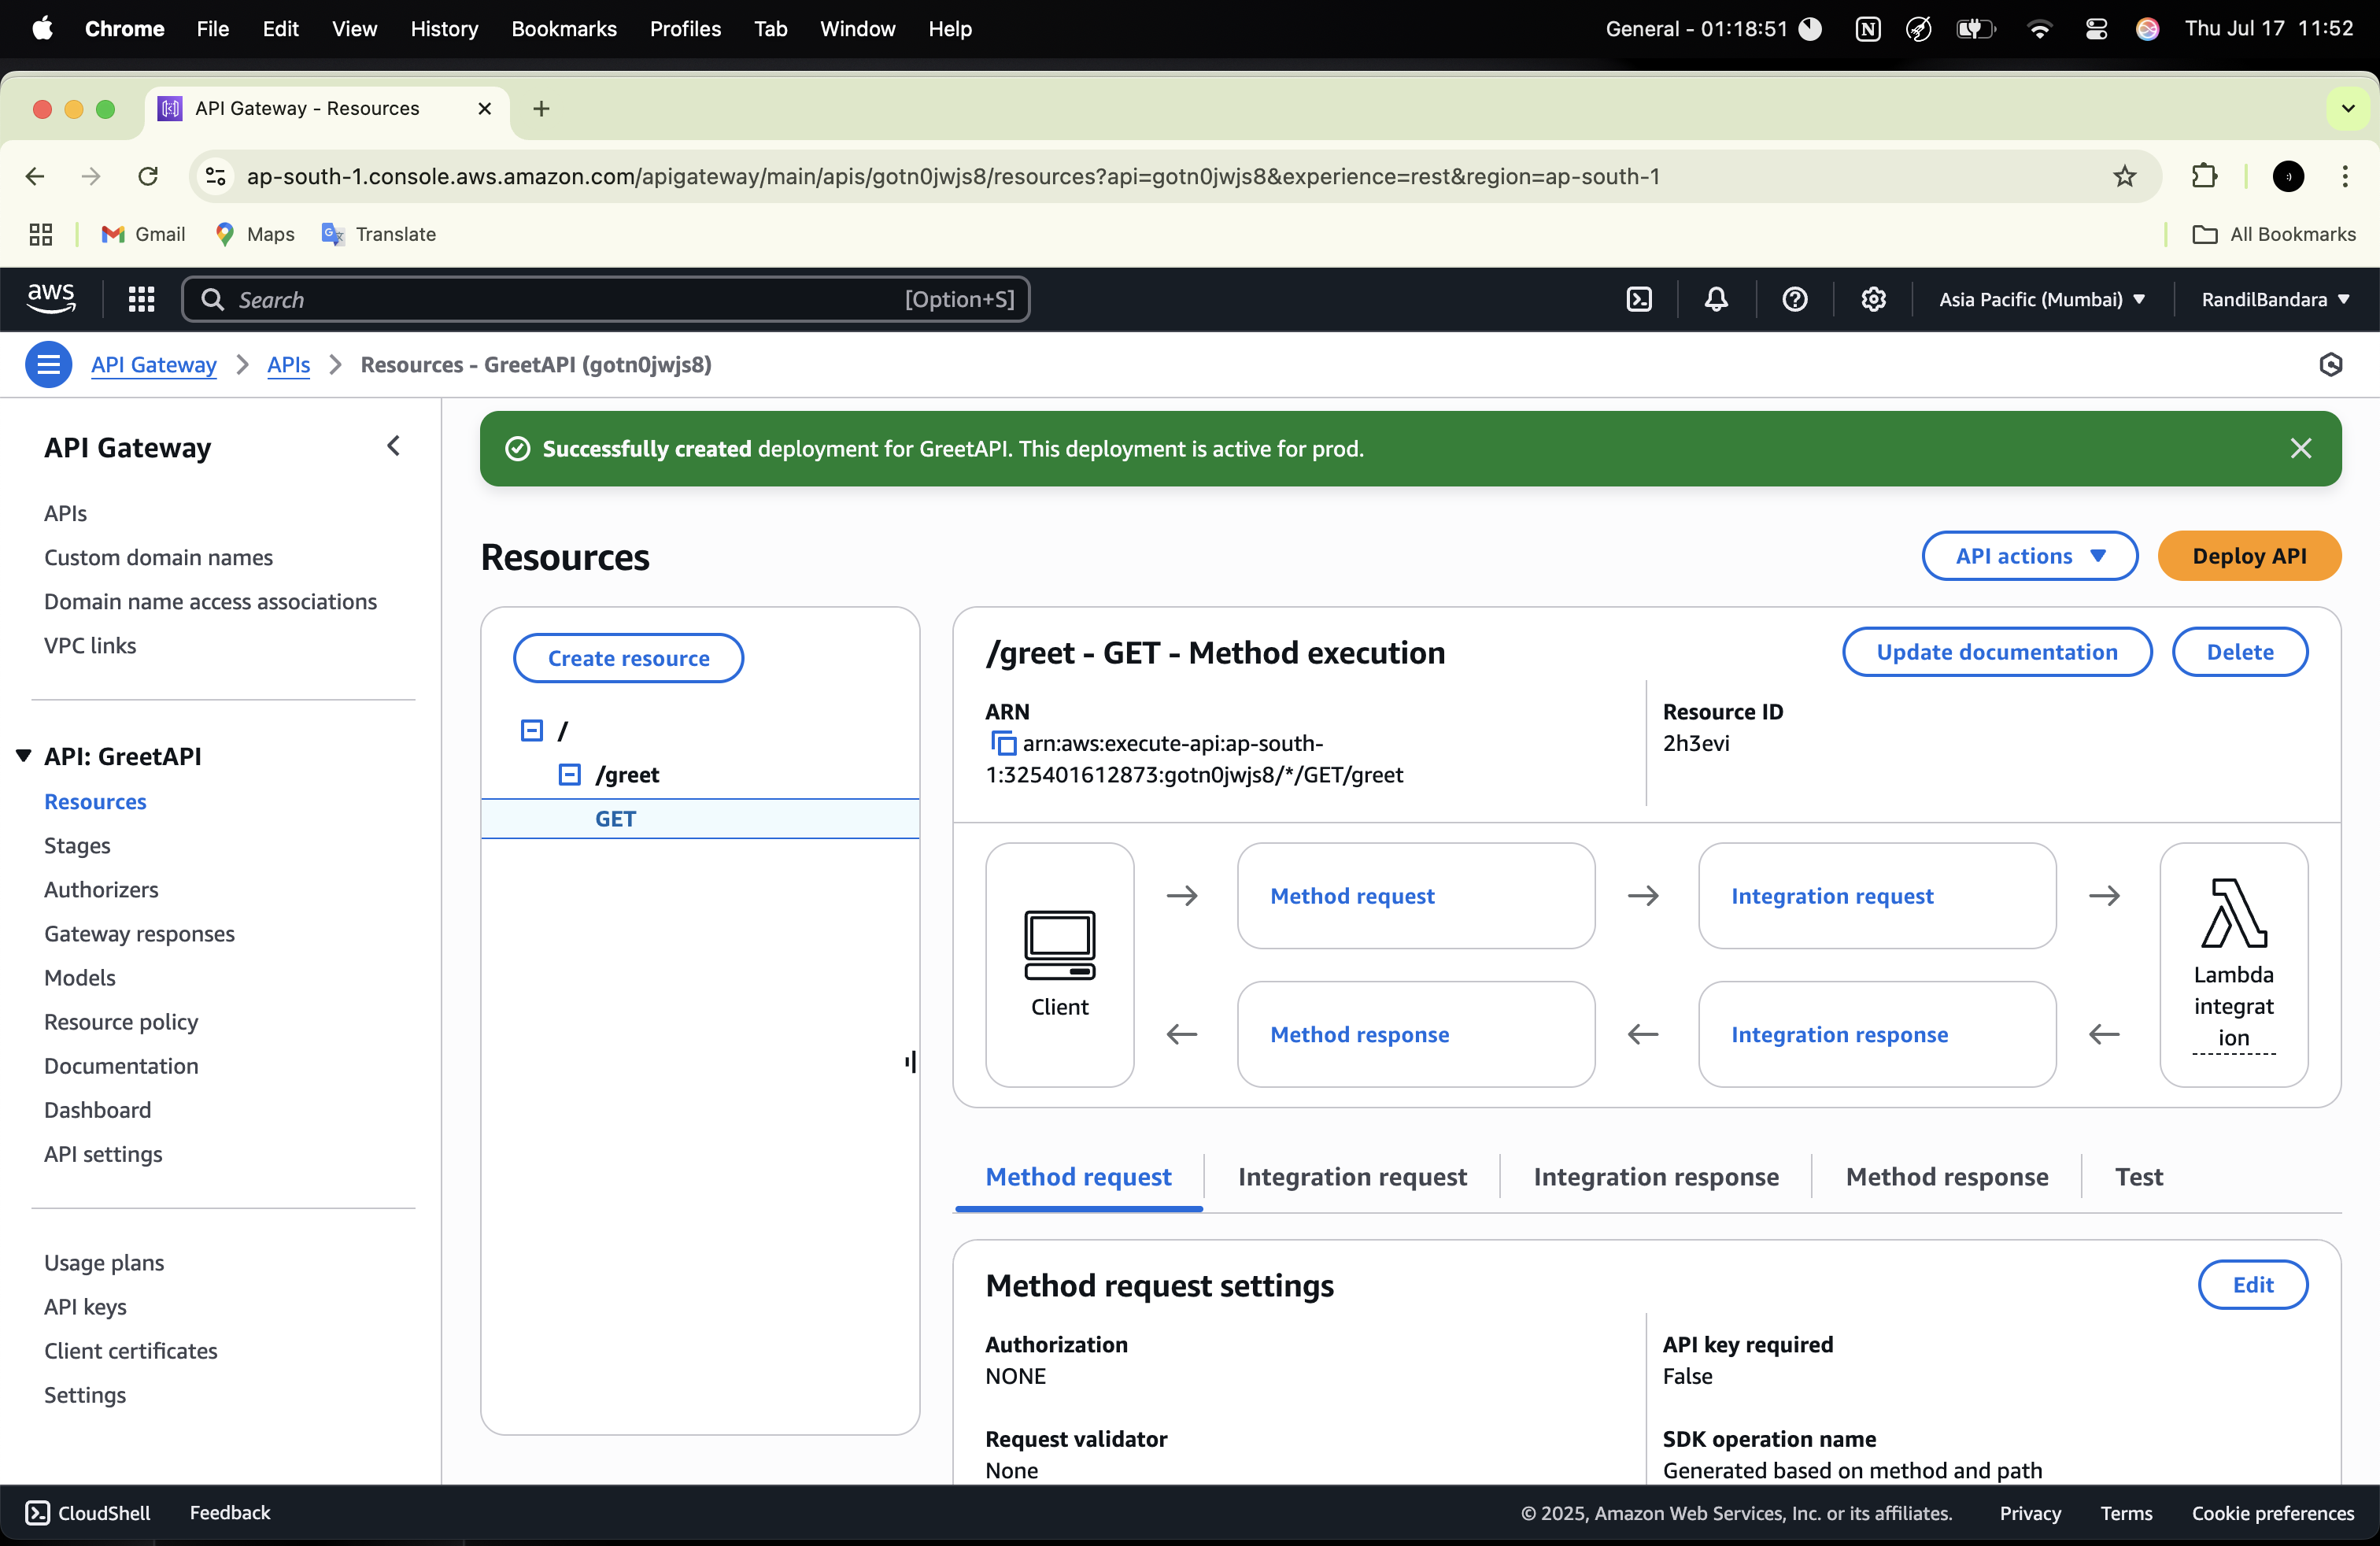 Chrome File Edit View History Bookmarks Profiles Tab Window Help General - 01:18:51 Thu Jul 17 11:52
API Gateway - Resources
ap-south-1.console.aws.amazon.com/apigateway/main/apis/gotn0jwjs8/resources?api=gotn0jwjs8&experience=rest&region=ap-south-1
Gmail Maps Translate All Bookmarks
aws Search [Option+S] Asia Pacific (Mumbai) RandilBandara
API Gateway APIs Resources - GreetAPI (gotn0jwjs8)
API Gateway
APIs
Custom domain names
Domain name access associations
VPC links
API: GreetAPI
Resources
Stages
Authorizers
Gateway responses
Models
Resource policy
Documentation
Dashboard
API settings
Usage plans
API keys
Client certificates
Settings
Successfully created deployment for GreetAPI. This deployment is active for prod.
Resources
API actions
Deploy API
Create resource
/
/greet
GET
/greet - GET - Method execution
Update documentation
Delete
ARN
arn:aws:execute-api:ap-south-
1:325401612873:gotn0jwjs8/*/GET/greet
Resource ID
2h3evi
Client
Method request
Integration request
Method response
Integration response
Lambda
integrat
ion
Method request Integration request Integration response Method response Test
Method request settings
Edit
Authorization
NONE
API key required
False
Request validator
None
SDK operation name
Generated based on method and path
CloudShell Feedback © 2025, Amazon Web Services, Inc. or its affiliates. Privacy Terms Cookie preferences